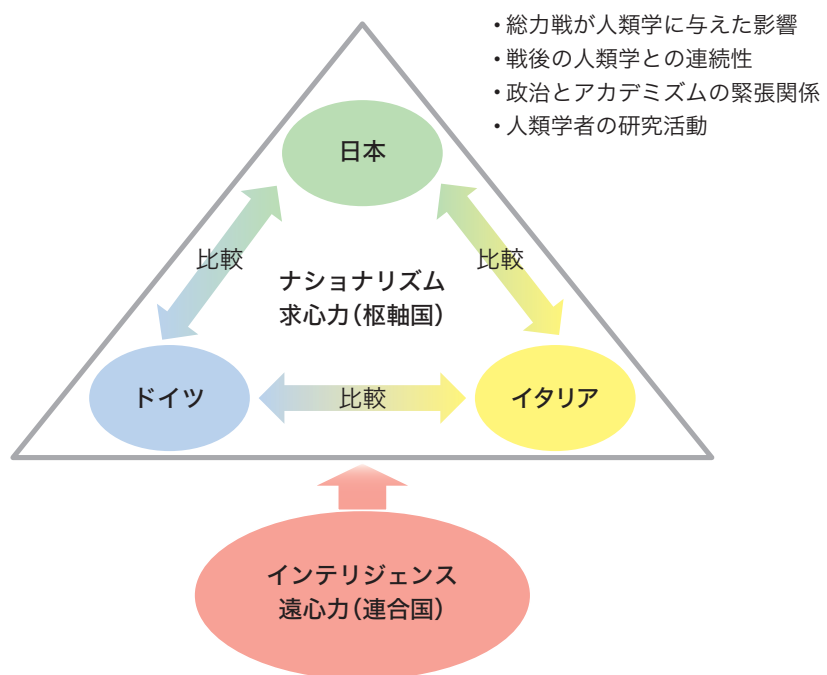 ・総力戦が人類学に与えた影響
・戦後の人類学との連続性
・政治とアカデミズムの緊張関係
・人類学者の研究活動
日本
比較
比較
ナショナリズム
求心力（枢軸国）
ドイツ
比較
イタリア
インテリジェンス
遠心力（連合国）